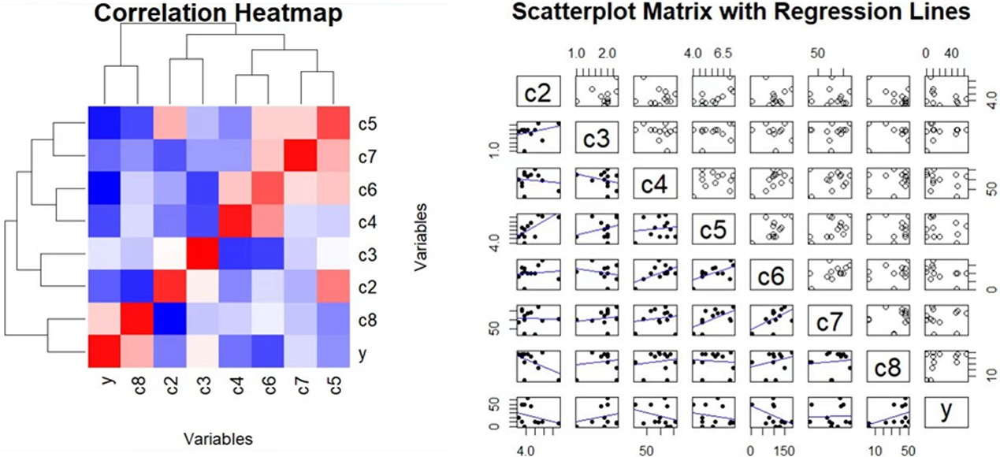 Correlation Heatmap
c5
c7
c6
c4
c3
c2
c8
y
y c8 c2 c3 c4 c6 c7 c5
Variables
Variables
Scatterplot Matrix with Regression Lines
1.0 2.0 4.0 6.5 50 0 40
c2 4.0
1.0 c3
c4 50
4.0 c5
c6 0
50 c7
c8 10
0 50 y
4.0 50 0 150 10 50